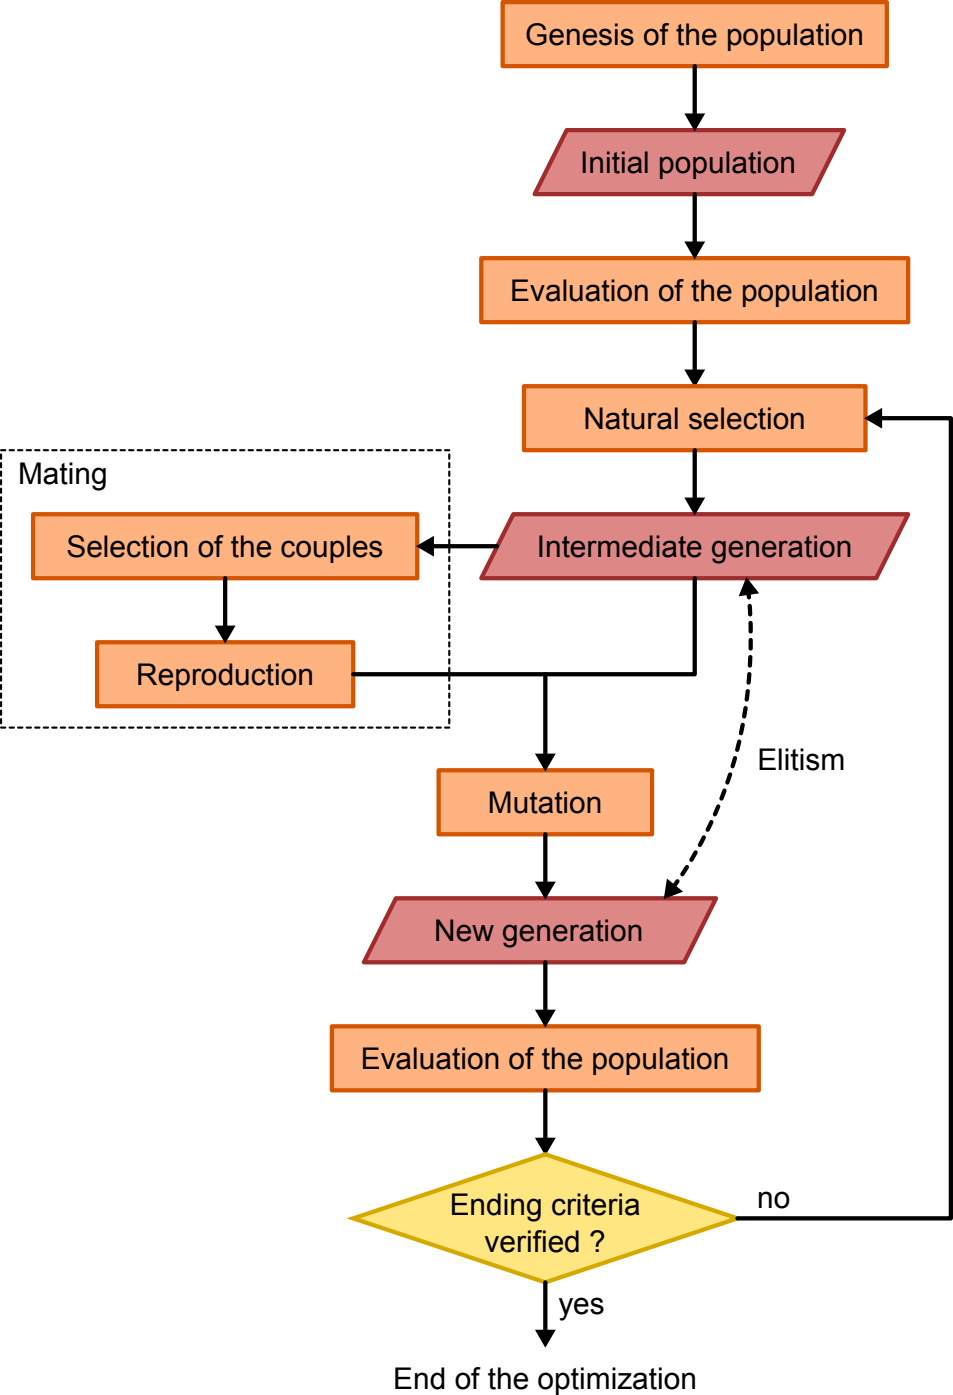 Genesis of the population
Initial population
Evaluation of the population
Natural selection
Mating
Selection of the couples
Intermediate generation
Reproduction
Elitism
Mutation
New generation
Evaluation of the population
Ending criteria
verified ?
no
yes
End of the optimization